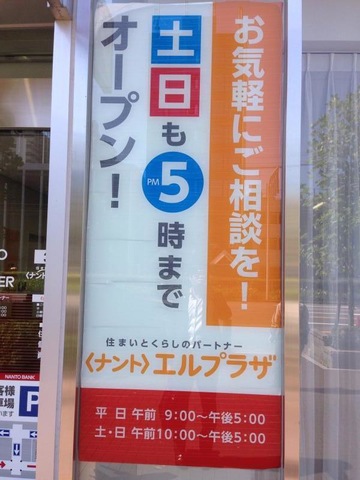 お気軽にご相談を!
土日も
PM5時まで
オープン!
住まいとくらしのパートナー
〈ナント〉エルプラザ
平 日 午前 9:00〜午後5:00
土・日 午前10:00〜午後5:00
NANTO BANK
P